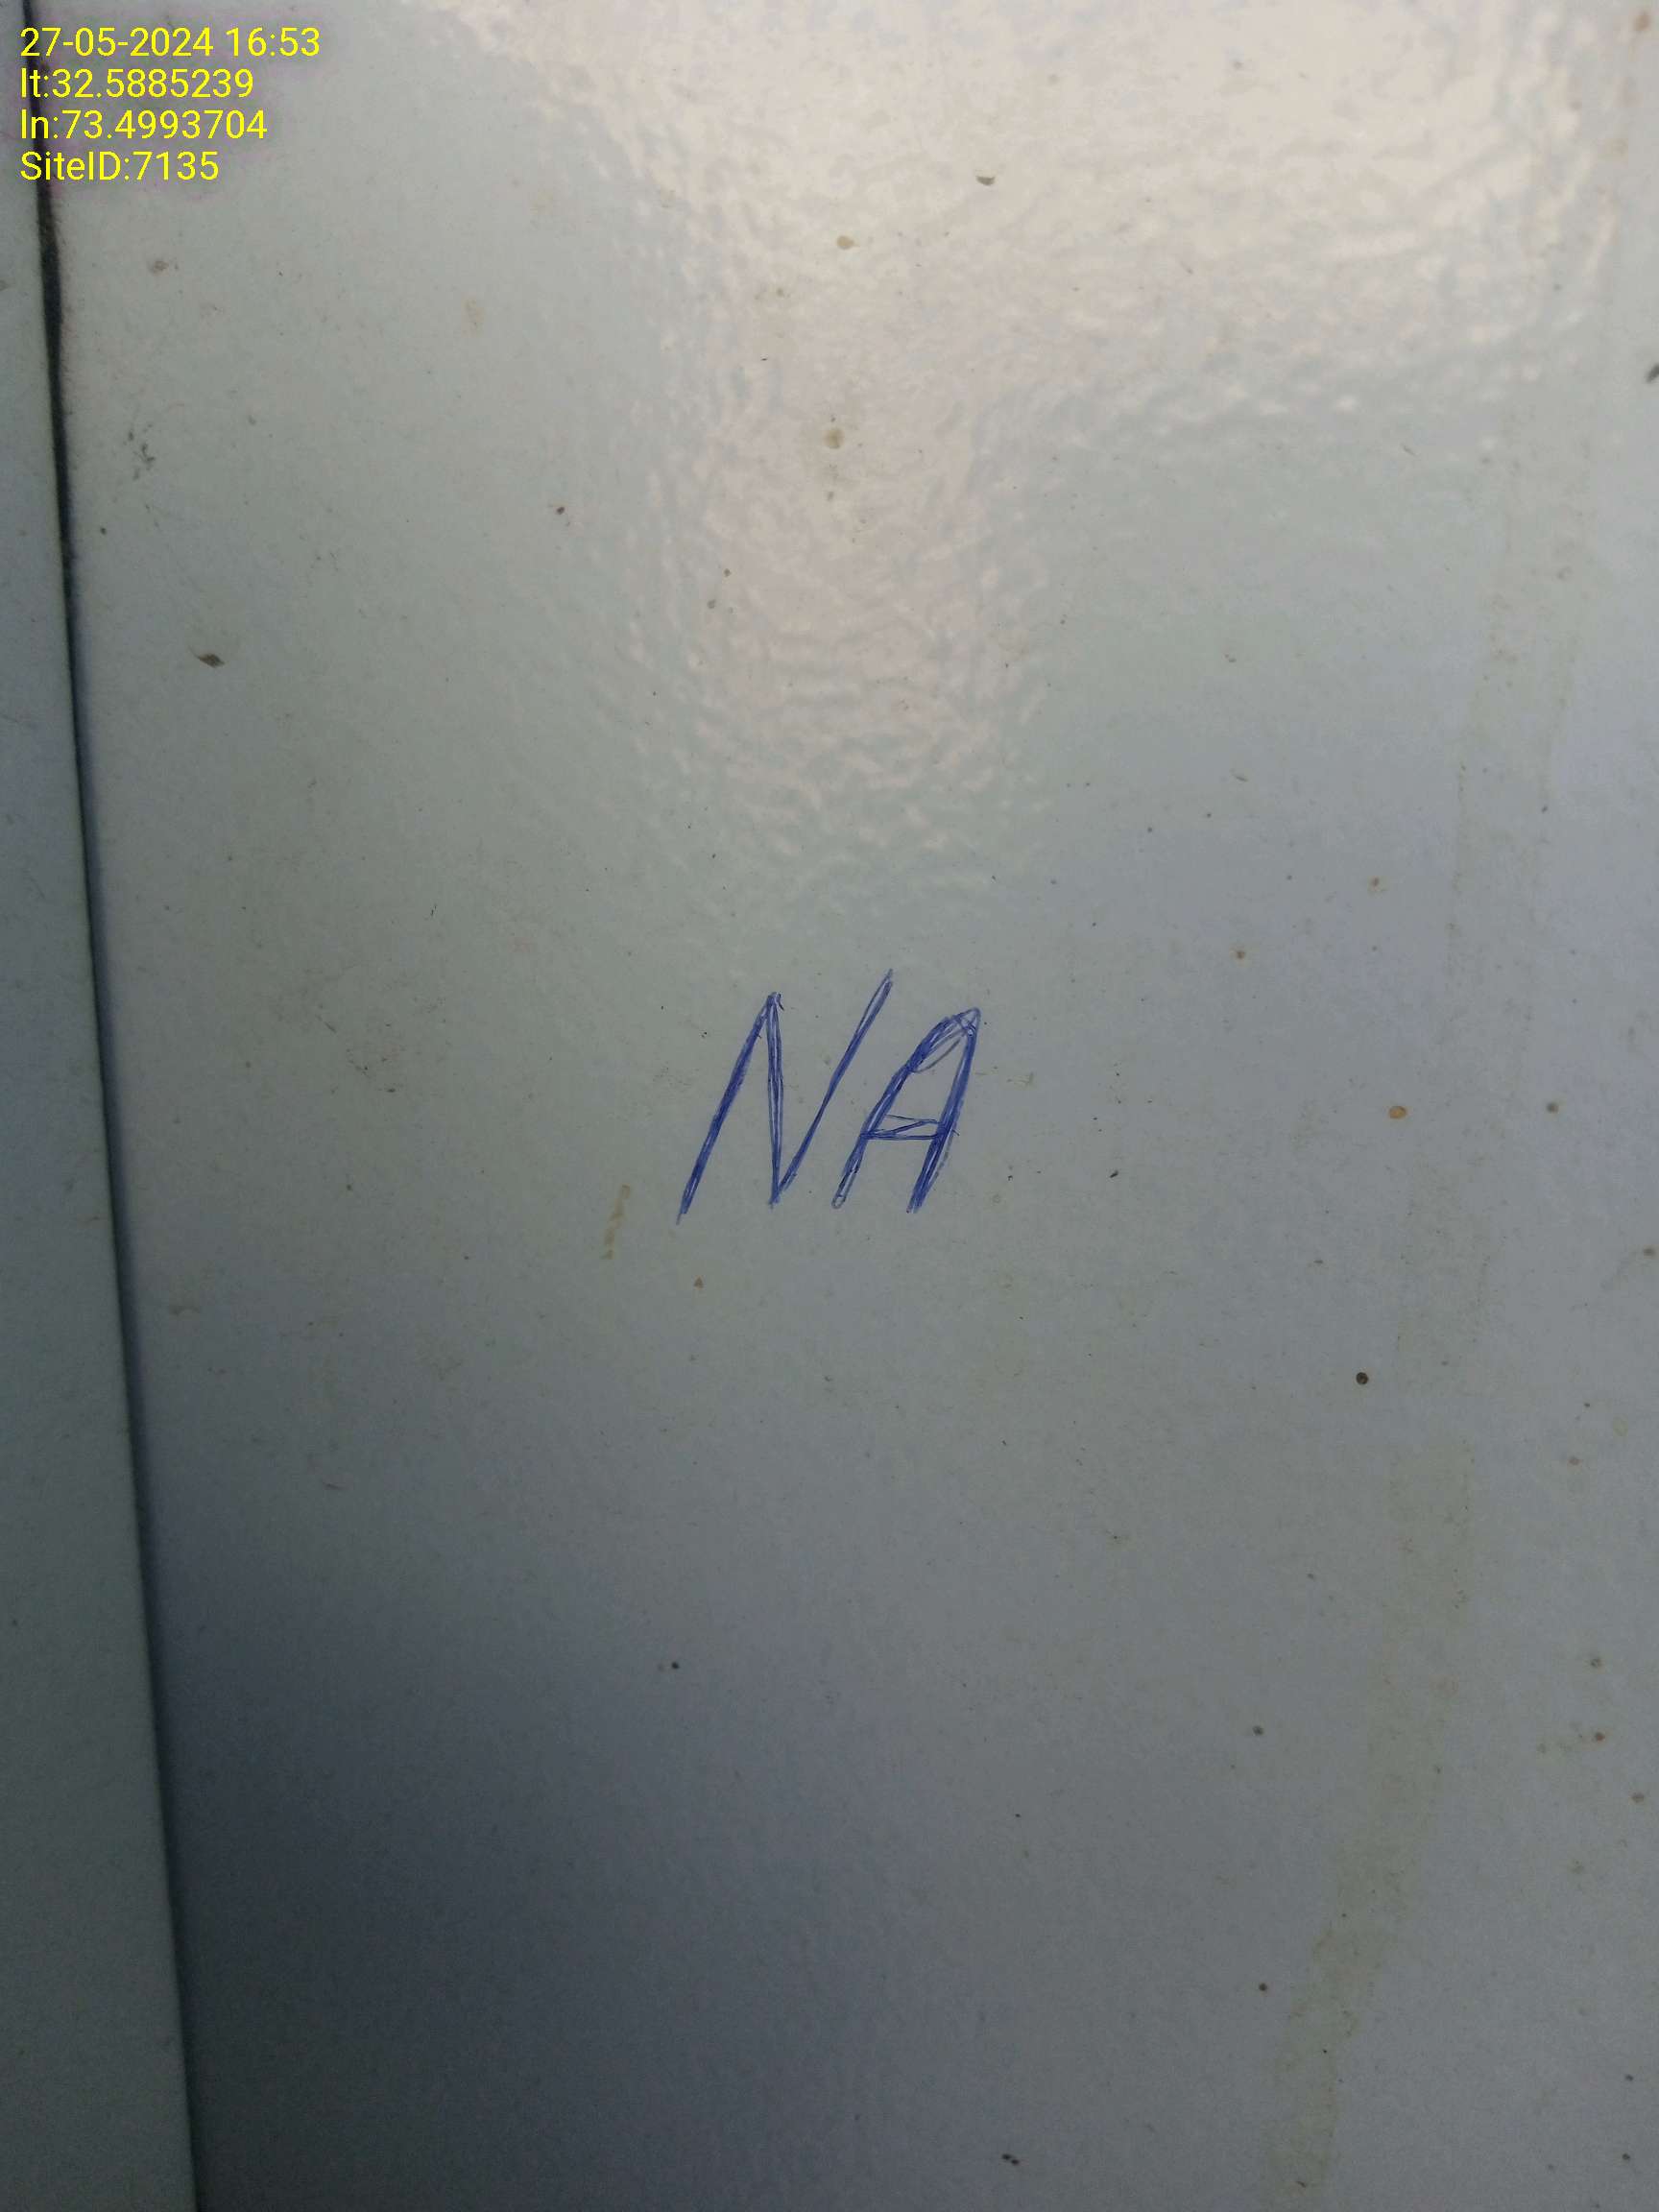 27-05-2024 16:53
lt:32.5885239
ln:73.4993704
SiteID:7135
NA